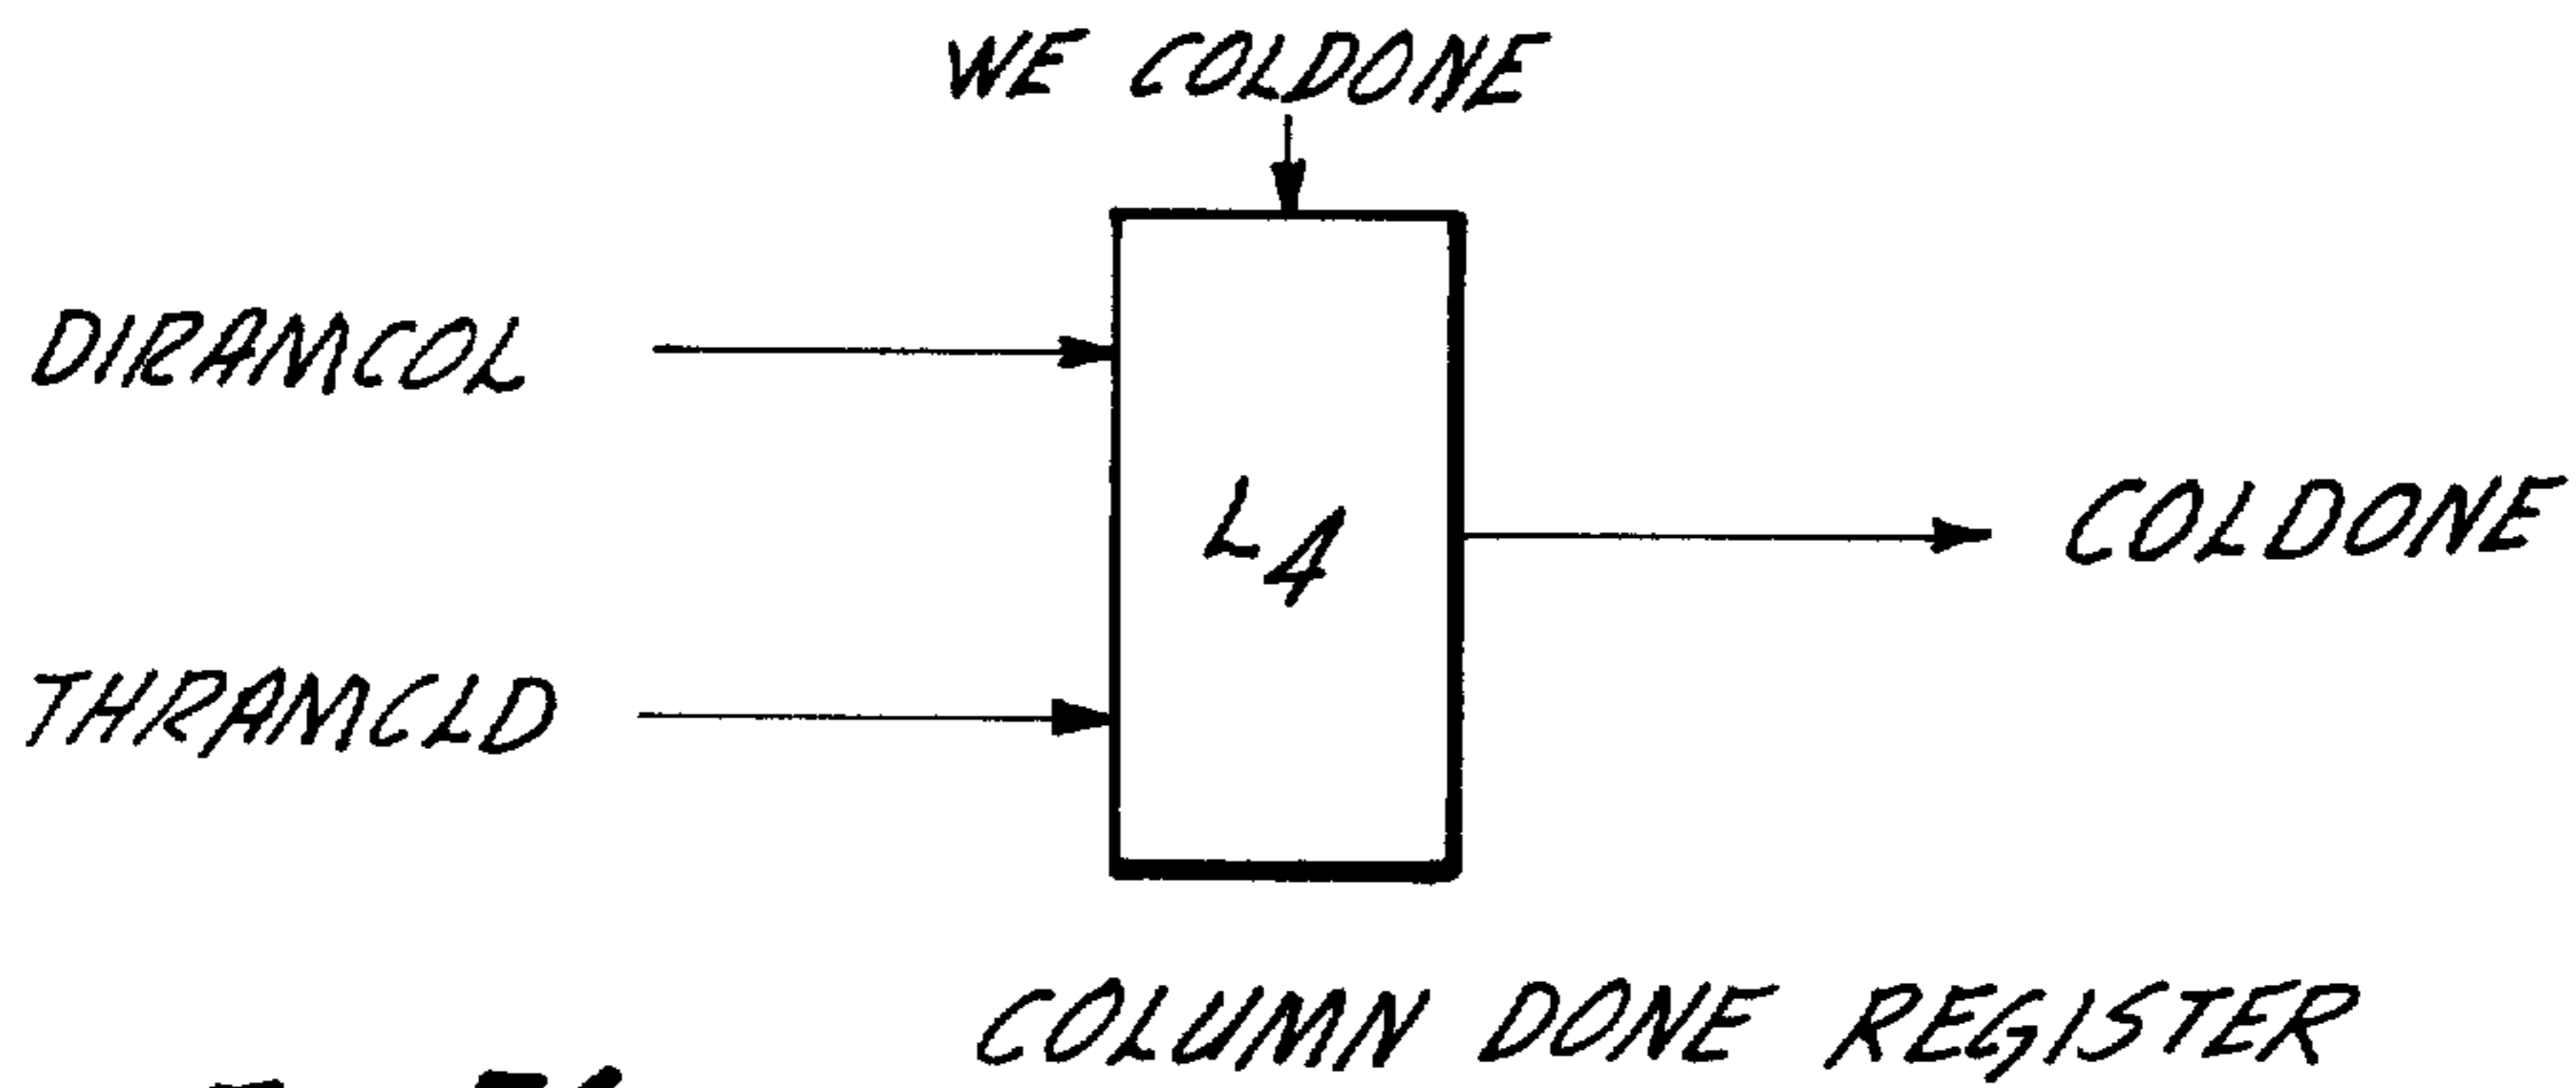 WE COLDONE
DIRAMCOL
L4
COLDONE
THRAMCLD
COLUMN DONE REGISTER